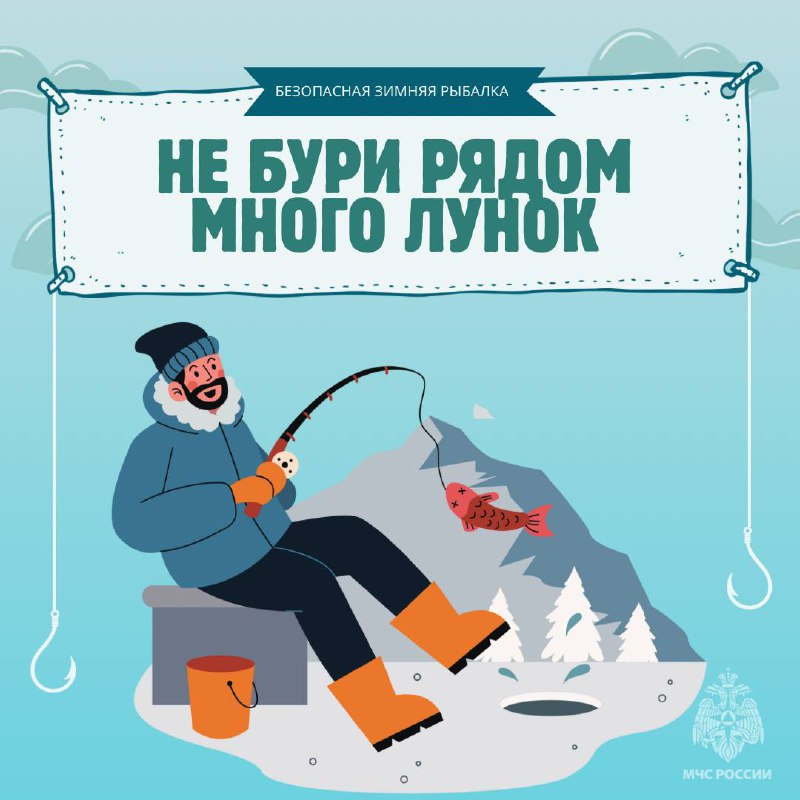 БЕЗОПАСНАЯ ЗИМНЯЯ РЫБАЛКА
НЕ БУРИ РЯДОМ
МНОГО ЛУНОК
МЧС РОССИИ